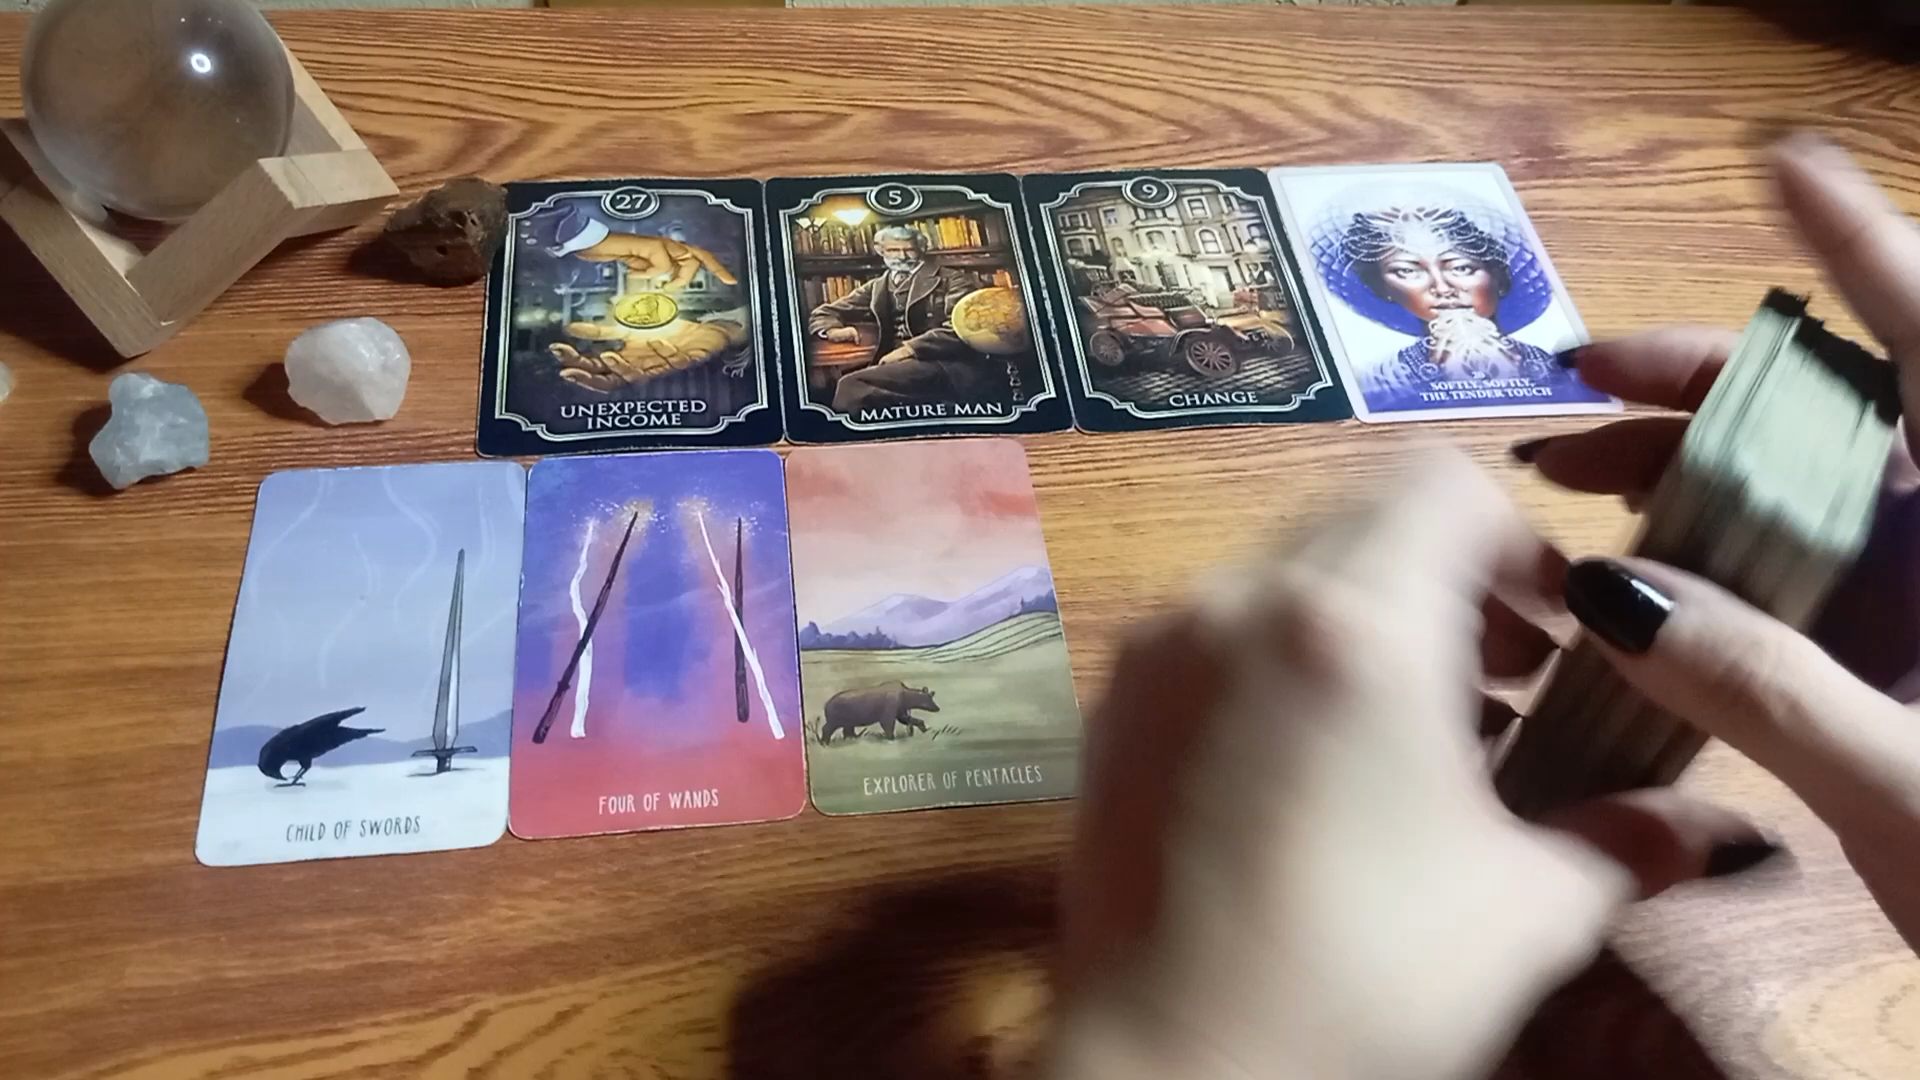 27
UNEXPECTED
INCOME
5
MATURE MAN
9
CHANGE
SOFTLY, SOFTLY,
THE TENDER TOUCH
CHILD OF SWORDS
FOUR OF WANDS
EXPLORER OF PENTACLES